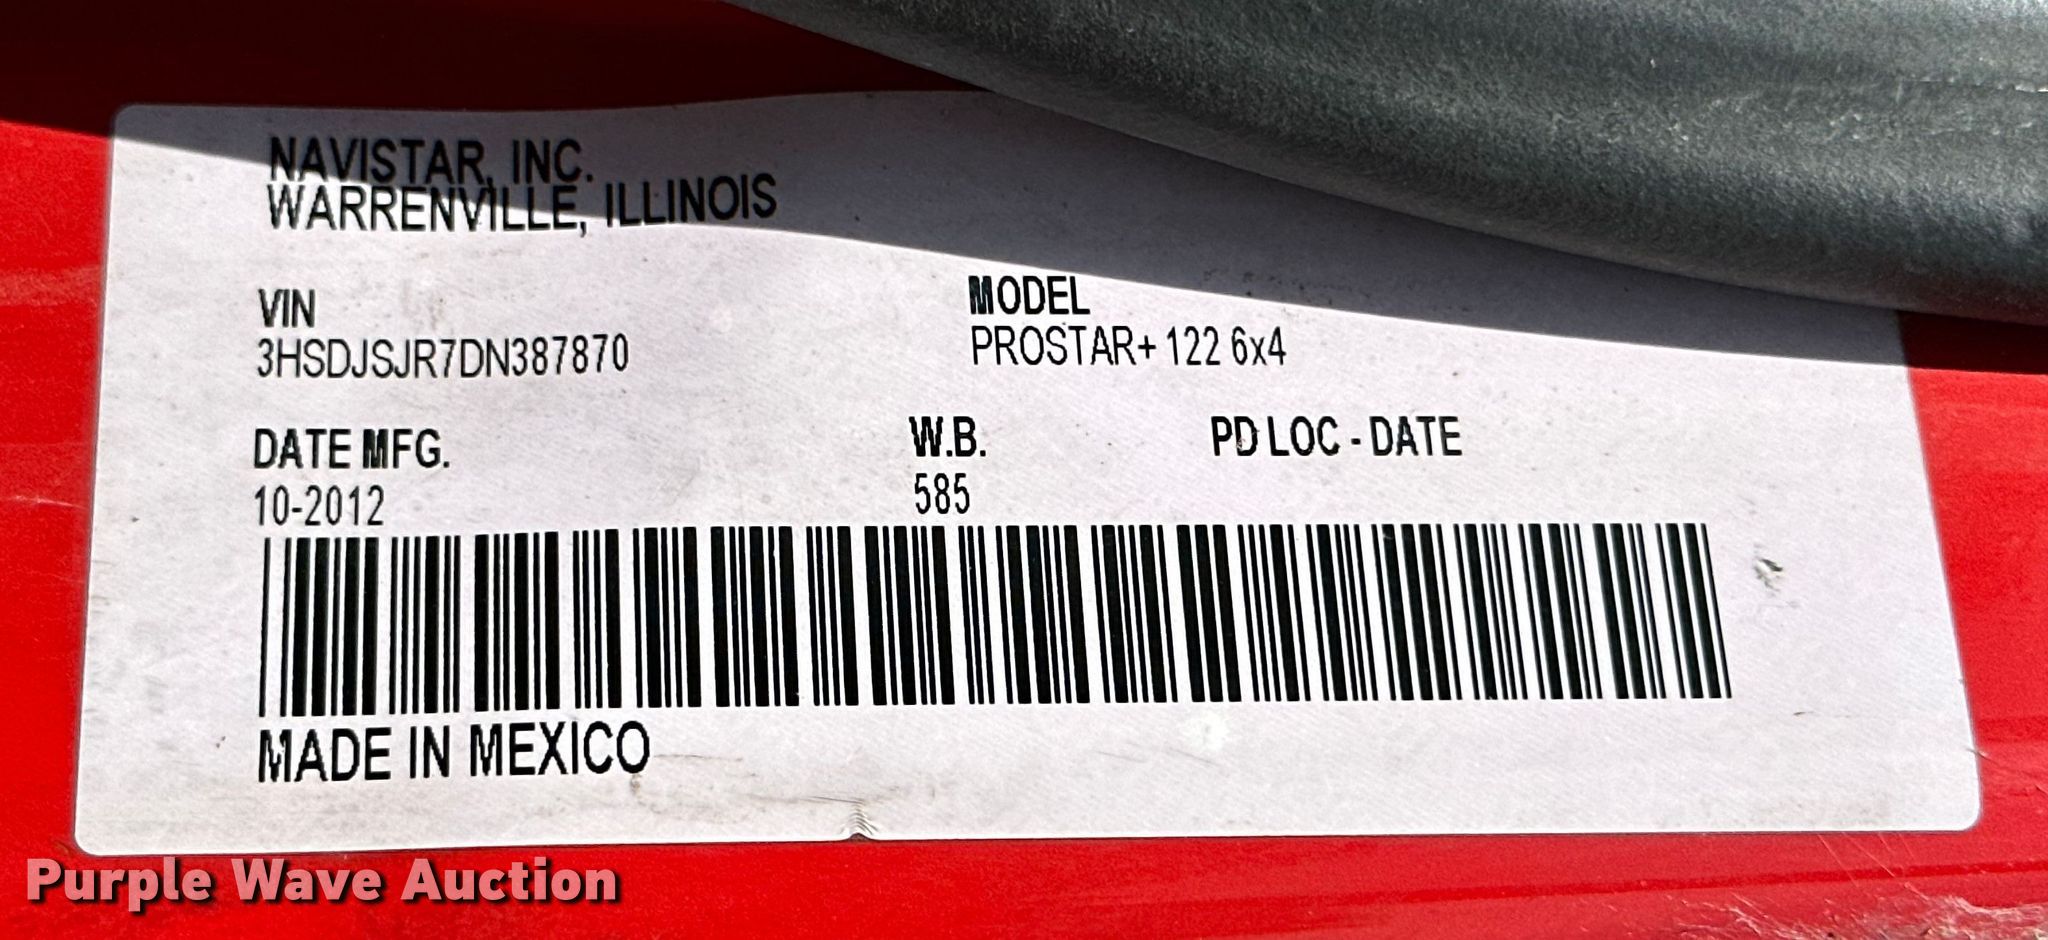 NAVISTAR, INC.
WARRENVILLE, ILLINOIS
VIN
3HSDJSJR7DN387870
MODEL
PROSTAR+ 122 6x4
DATE MFG.
10-2012
W.B.
585
PD LOC - DATE
MADE IN MEXICO
Purple Wave Auction